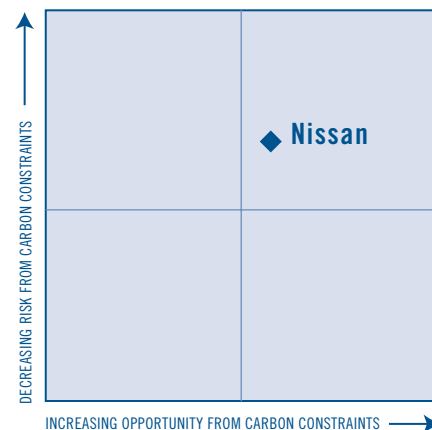 Nissan
DECREASING RISK FROM CARBON CONSTRAINTS
INCREASING OPPORTUNITY FROM CARBON CONSTRAINTS